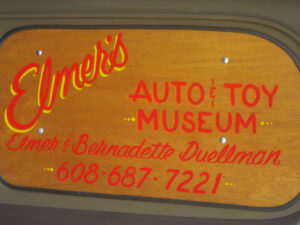 Elmer's
AUTO & TOY
MUSEUM
Elmer & Bernadette Duellman
608-687-7221